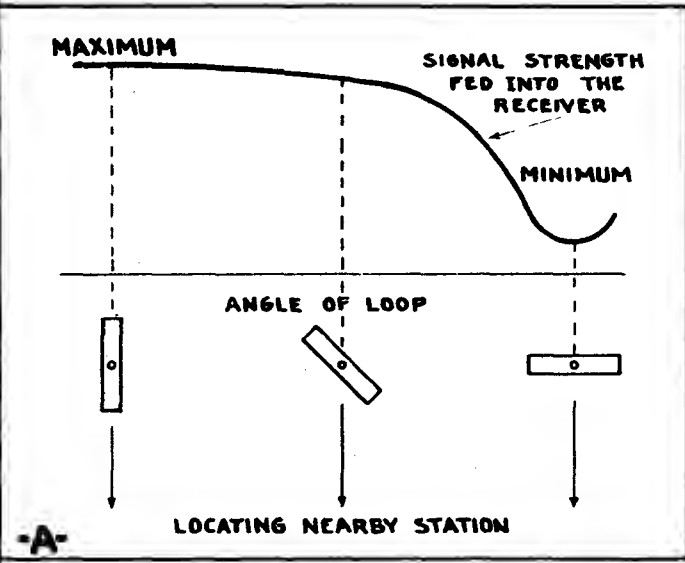 MAXIMUM
SIGNAL STRENGTH
FED INTO THE
RECEIVER
MINIMUM
ANGLE OF LOOP
LOCATING NEARBY STATION
-A-